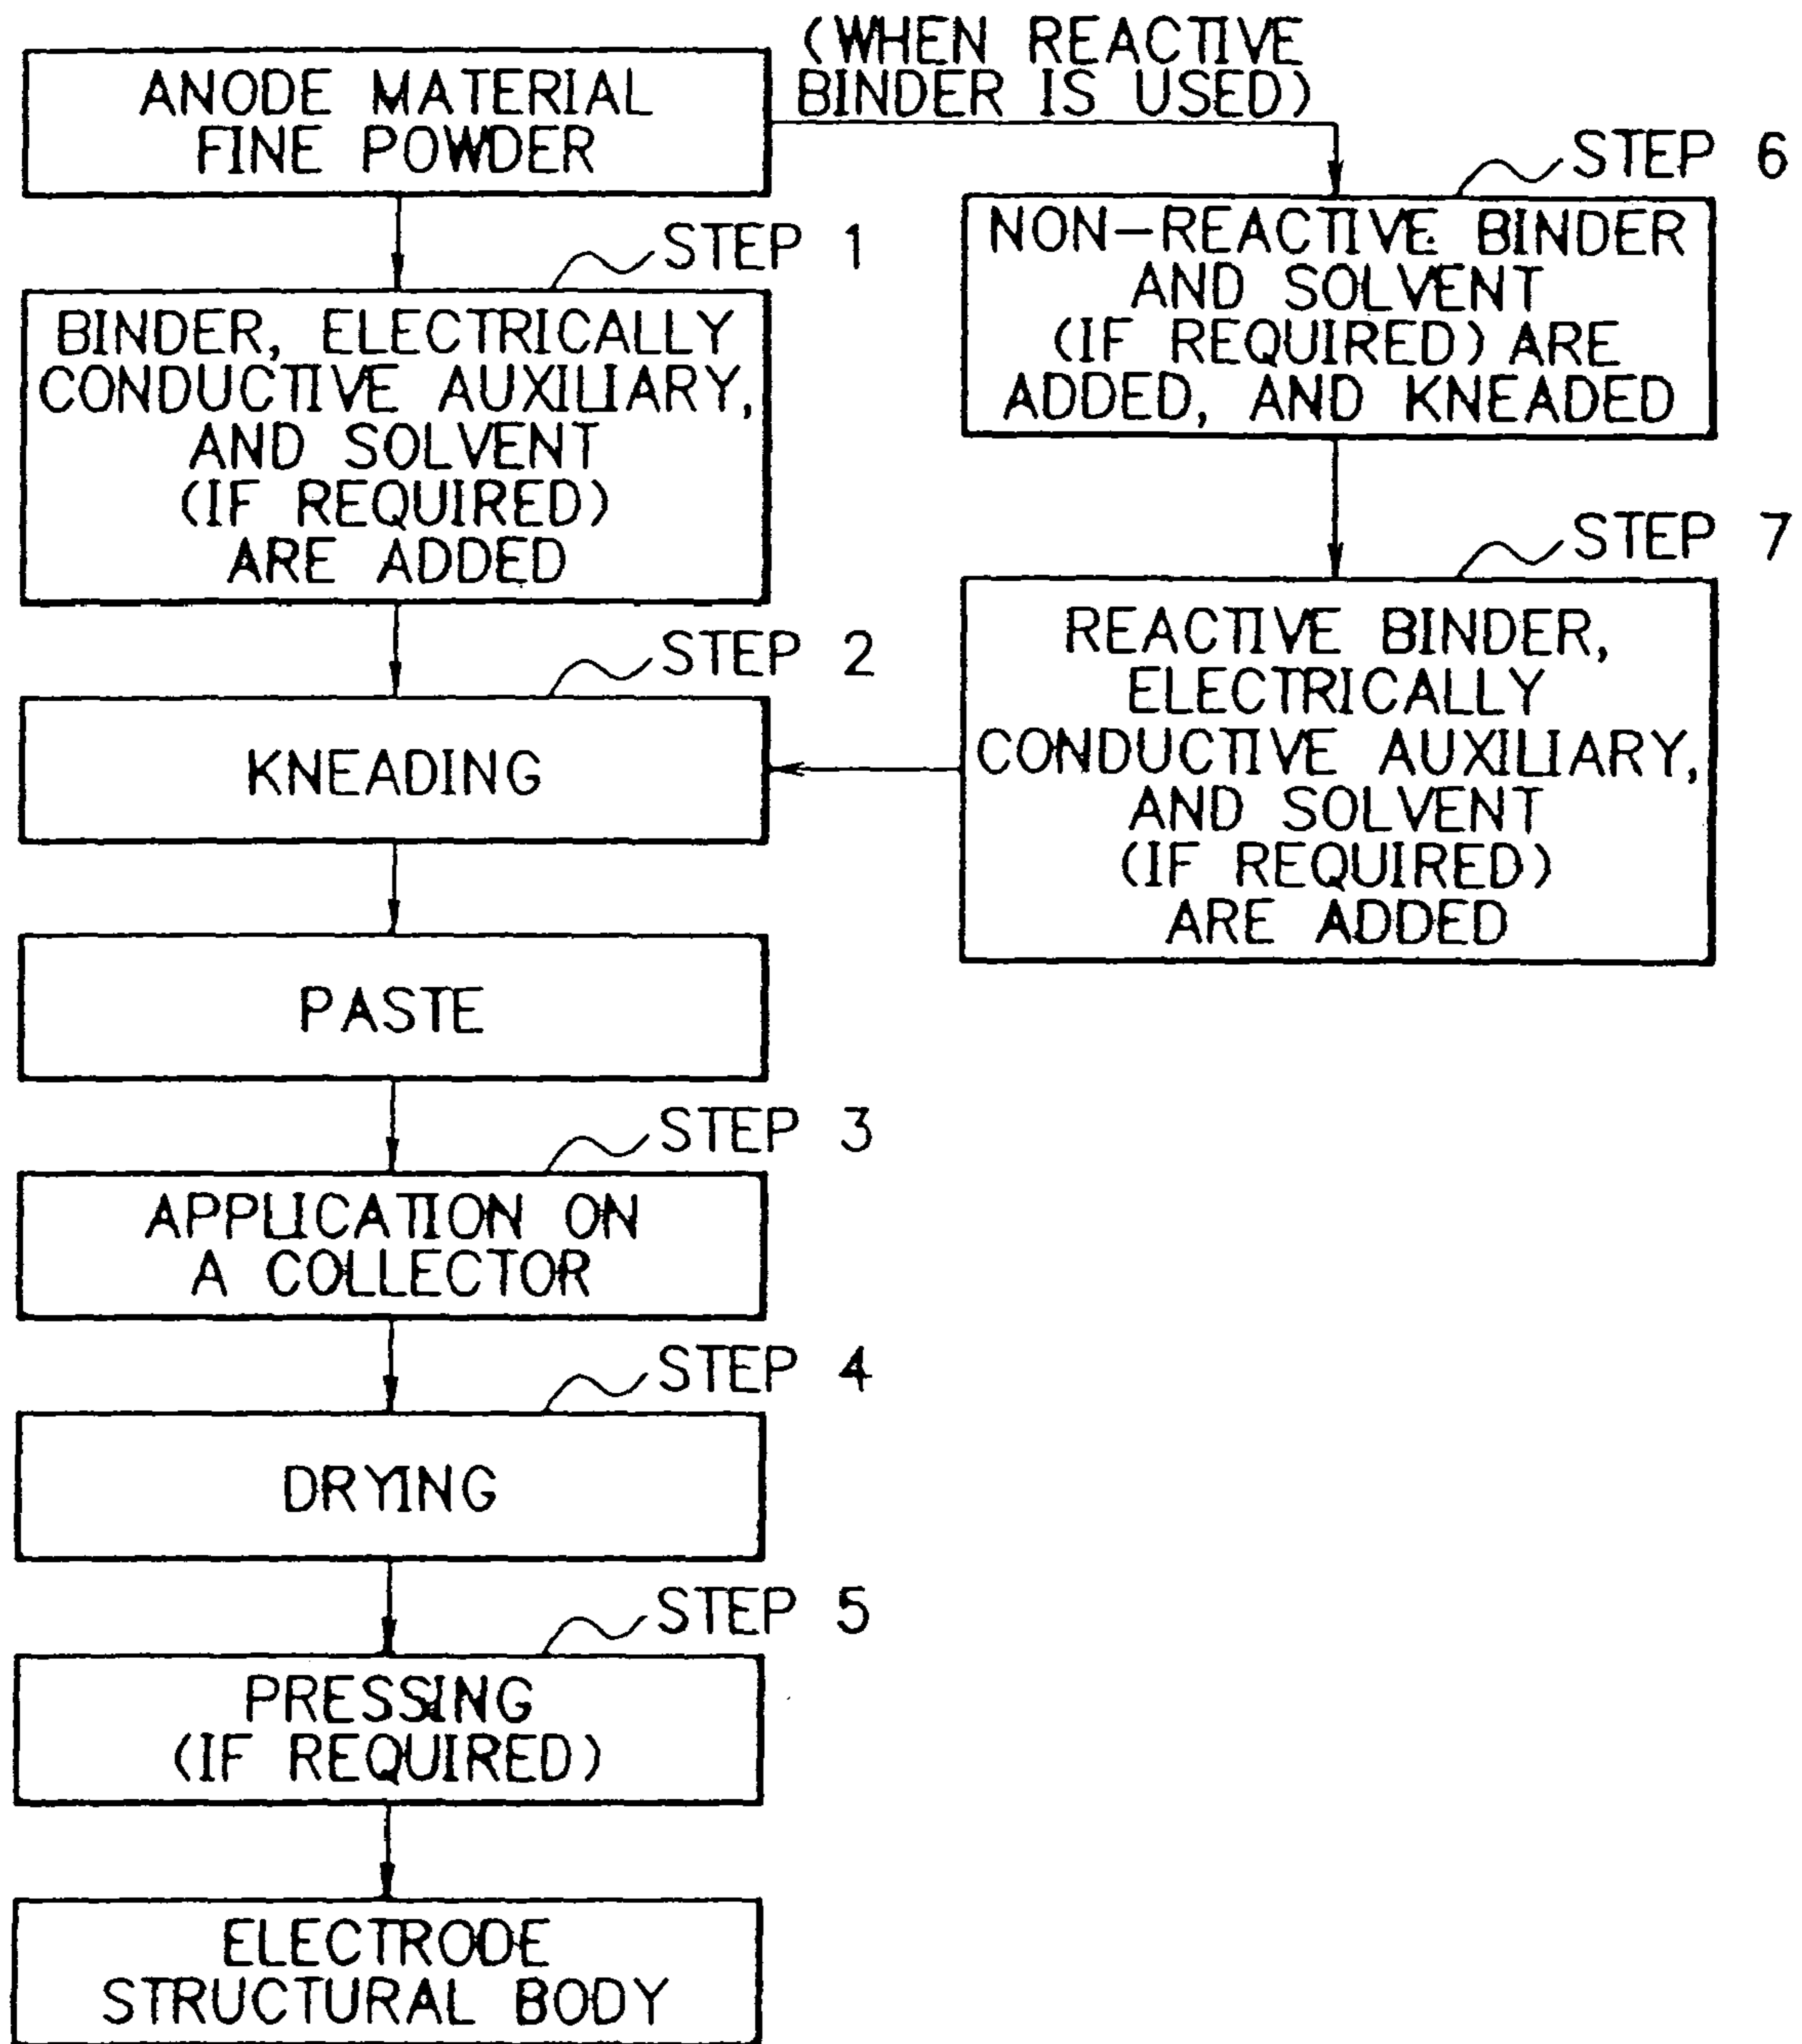 ANODE MATERIAL
FINE POWDER
(WHEN REACTIVE
BINDER IS USED)
STEP 1
BINDER, ELECTRICALLY
CONDUCTIVE AUXILIARY,
AND SOLVENT
(IF REQUIRED)
ARE ADDED
STEP 2
KNEADING
PASTE
STEP 3
APPLICATION ON
A COLLECTOR
STEP 4
DRYING
STEP 5
PRESSING
(IF REQUIRED)
ELECTRODE
STRUCTURAL BODY
STEP 6
NON-REACTIVE BINDER
AND SOLVENT
(IF REQUIRED) ARE
ADDED, AND KNEADED
STEP 7
REACTIVE BINDER,
ELECTRICALLY
CONDUCTIVE AUXILIARY,
AND SOLVENT
(IF REQUIRED)
ARE ADDED